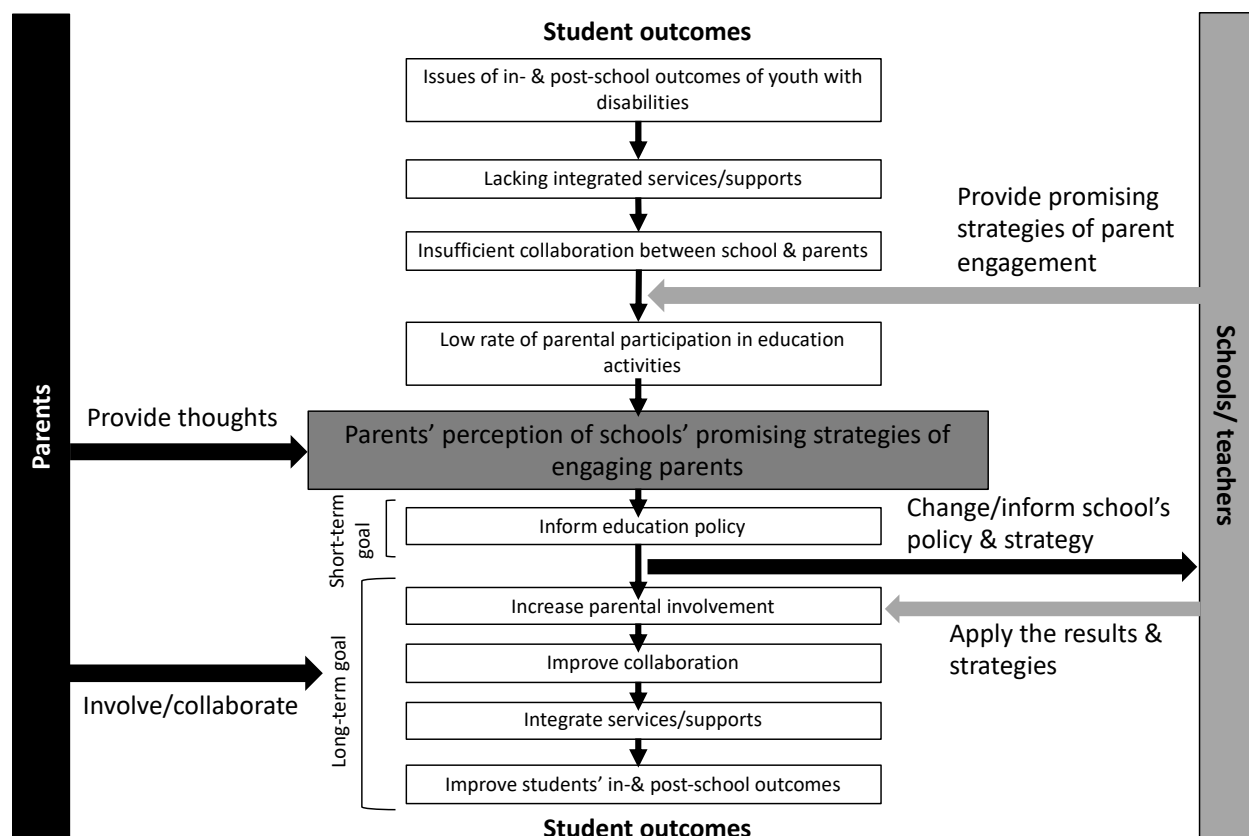 Student outcomes
Issues of in- & post-school outcomes of youth with
disabilities
Lacking integrated services/supports
Provide promising
strategies of parent
engagement
Insufficient collaboration between school & parents
Low rate of parental participation in education
activities
Parents
Schools/ teachers
Provide thoughts
Parents’ perception of schools’ promising strategies of
engaging parents
Short-term
goal
Inform education policy
Change/inform school’s
policy & strategy
Long-term goal
Increase parental involvement
Apply the results &
strategies
Improve collaboration
Involve/collaborate
Integrate services/supports
Improve students’ in-& post-school outcomes
Student outcomes